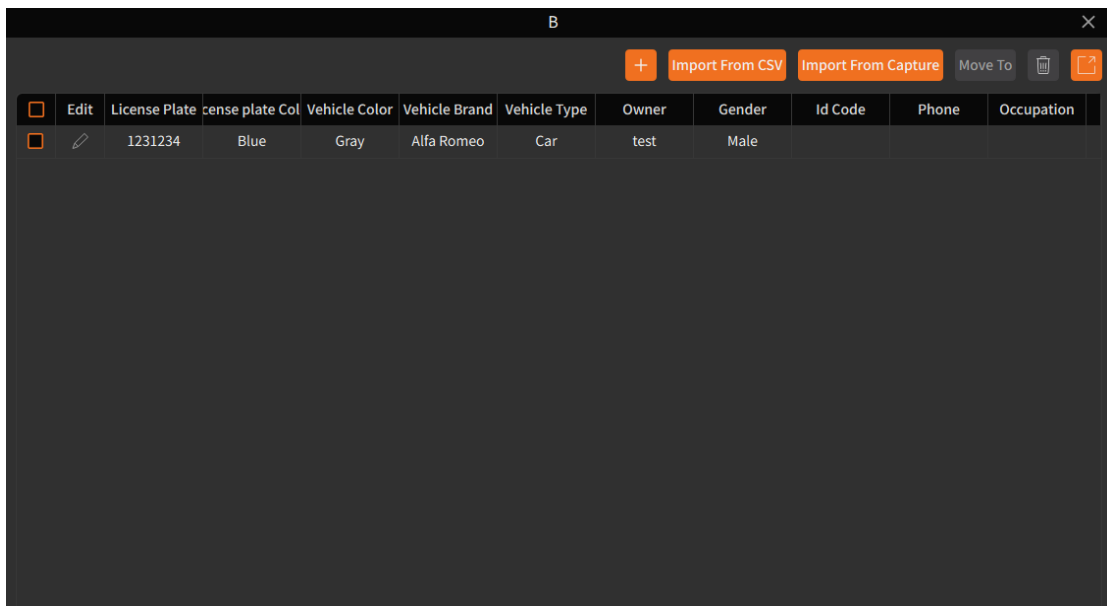 B
+ Import From CSV Import From Capture Move To
Edit License Plate cense plate Col Vehicle Color Vehicle Brand Vehicle Type Owner Gender Id Code Phone Occupation
1231234 Blue Gray Alfa Romeo Car test Male